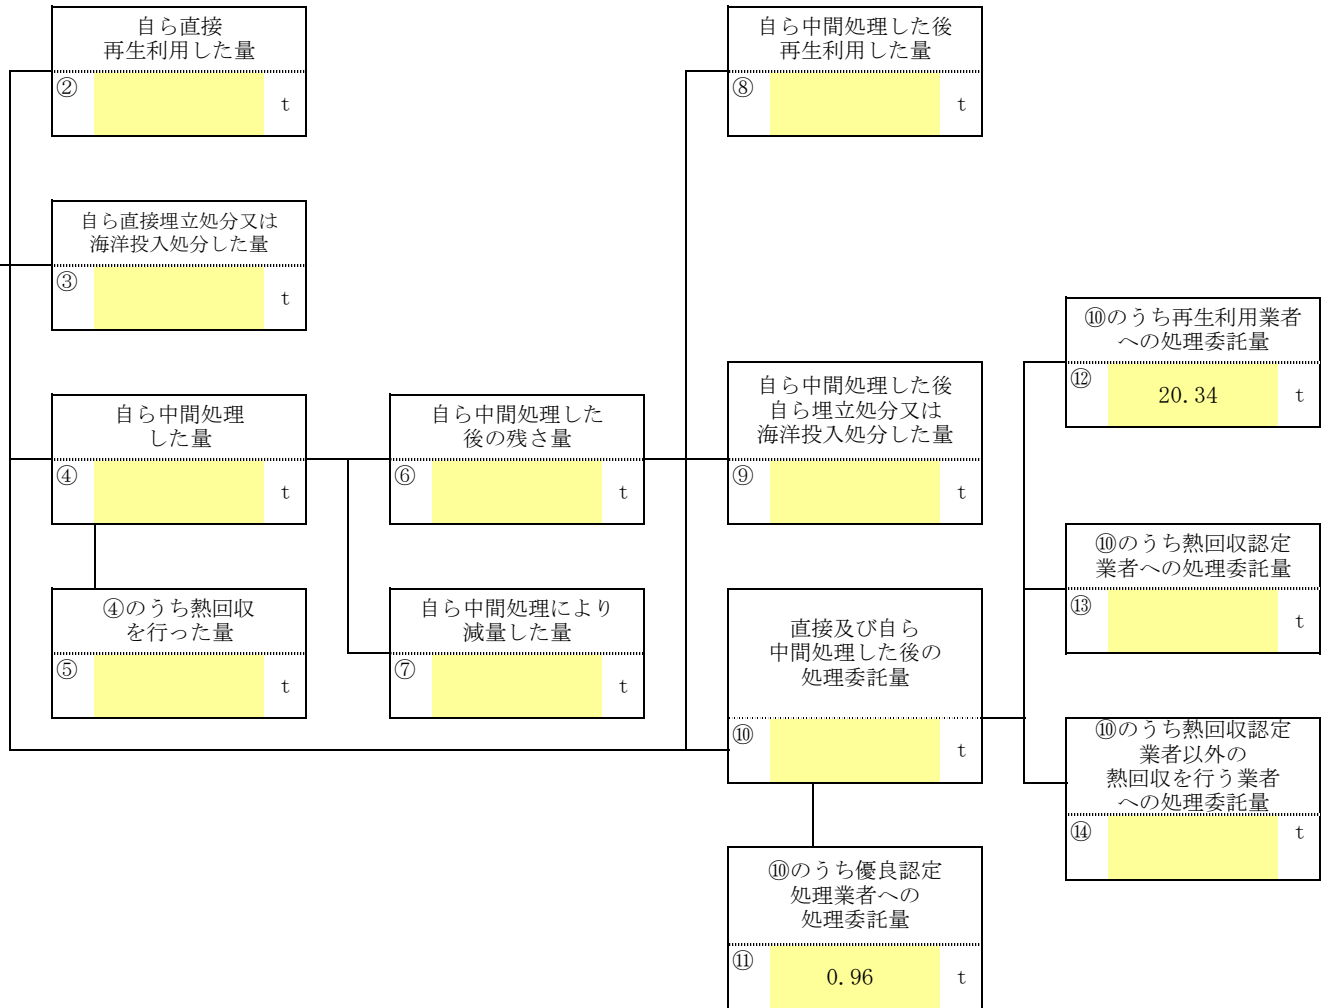 自ら直接
再生利用した量
②
t
自ら中間処理した後
再生利用した量
⑧
t
自ら直接埋立処分又は
海洋投入処分した量
③
t
⑩のうち再生利用業者
への処理委託量
⑫ 20.34 t
自ら中間処理
した量
④
t
自ら中間処理した
後の残さ量
⑥
t
自ら中間処理した後
自ら埋立処分又は
海洋投入処分した量
⑨
t
⑩のうち熱回収認定
業者への処理委託量
⑬
t
④のうち熱回収
を行った量
⑤
t
自ら中間処理により
減量した量
⑦
t
直接及び自ら
中間処理した後の
処理委託量
⑩
t
⑩のうち熱回収認定
業者以外の
熱回収を行う業者
への処理委託量
⑭
t
⑩のうち優良認定
処理業者への
処理委託量
⑪ 0.96 t